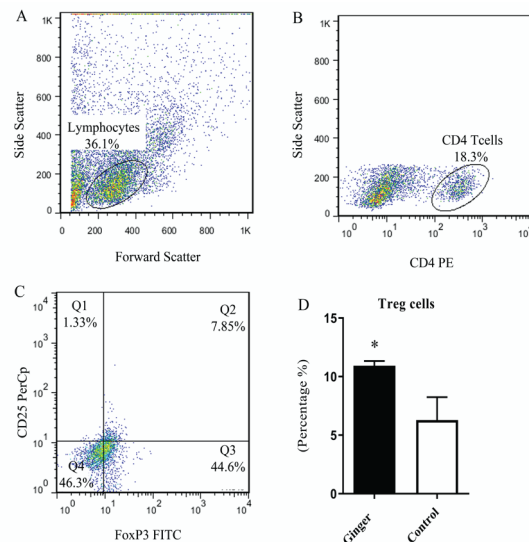 A
1K
800
600
400
200
0
Side Scatter
Lymphocytes
36.1%
0 200 400 600 800 1K
Forward Scatter
B
1K
800
600
400
200
0
Side Scatter
CD4 Tcells
18.3%
10^0 10^1 10^2 10^3 10^4
CD4 PE
C
10^4
10^3
10^2
10^1
10^0
CD25 PerCp
Q1
1.33%
Q2
7.85%
Q3
44.6%
Q4
46.3%
10^0 10^1 10^2 10^3 10^4
FoxP3 FITC
D
Treg cells
15
10
5
0
(Percentage %)
*
Ginger
Control